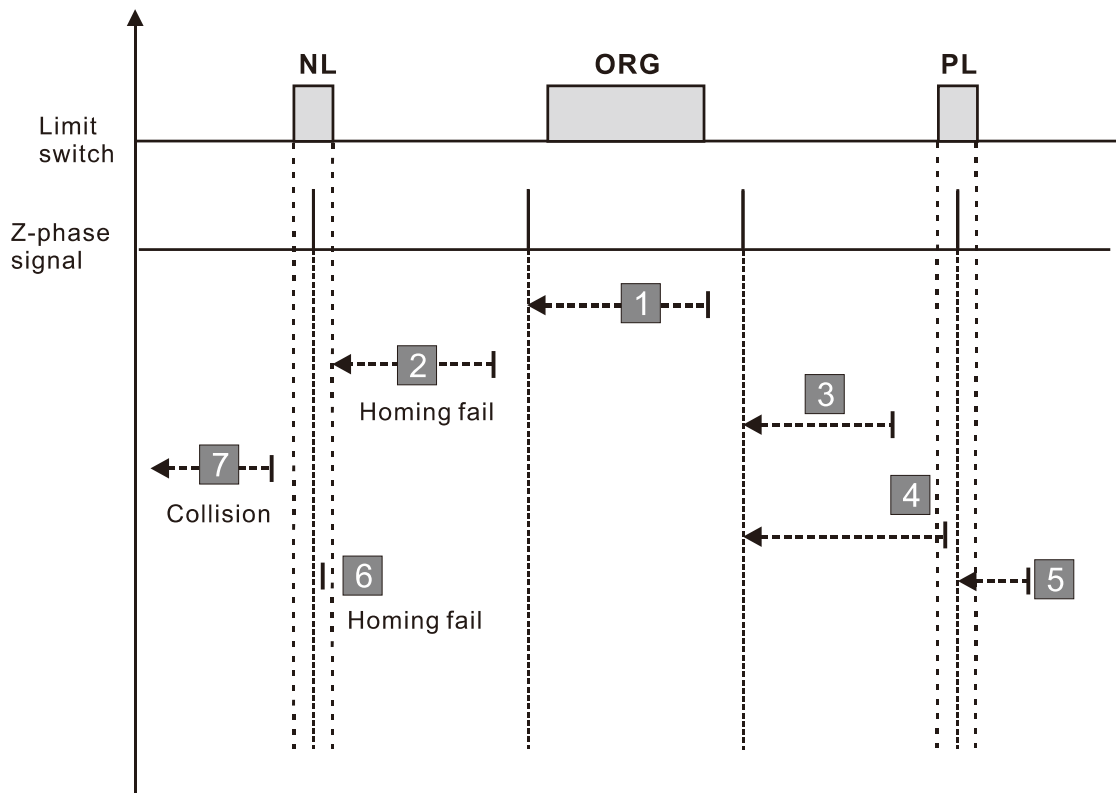 NL
ORG
PL
Limit
switch
Z-phase
signal
1
2
Homing fail
3
7
Collision
4
6
Homing fail
5